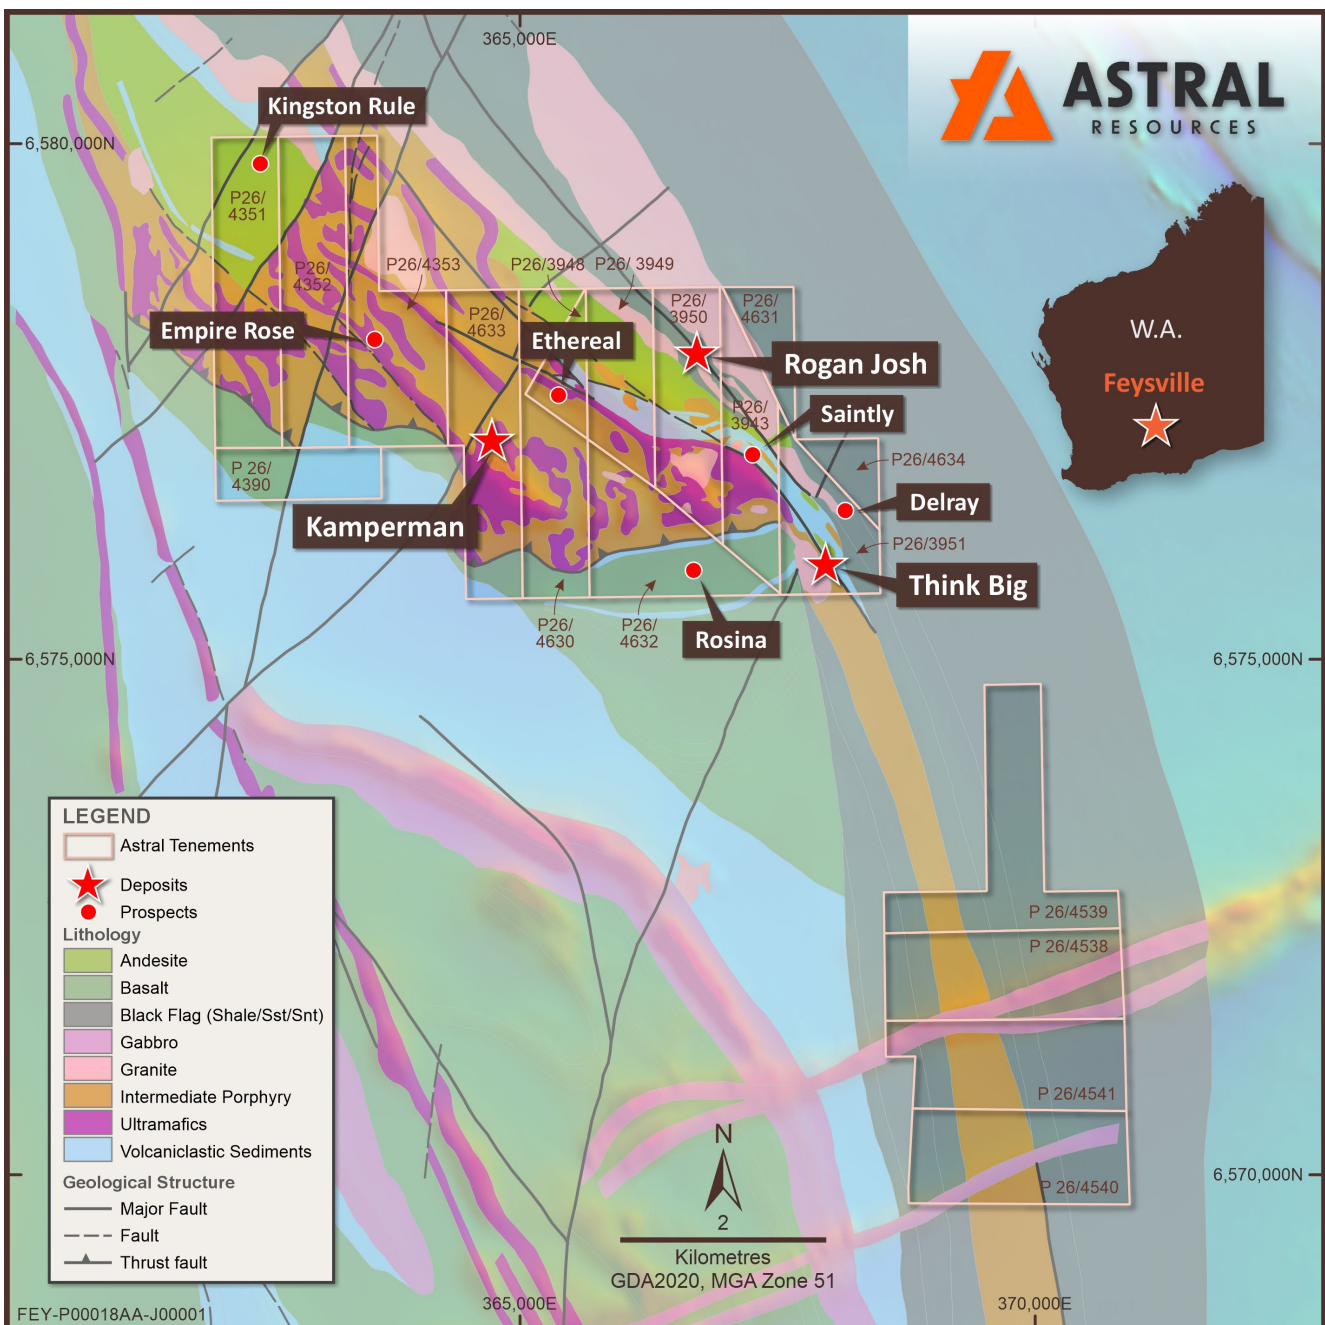 365,000E
ASTRAL
RESOURCES
Kingston Rule
6,580,000N
P26/
4351
P26/
4352
P26/4353
P26/3948
P26/ 3949
P26/
3950
P26/
4631
P26/
4633
Empire Rose
Ethereal
Rogan Josh
W.A.
Feysville
P26/
3943
Saintly
P26/4634
P 26/
4390
Kamperman
Delray
P26/3951
Think Big
P26/
4630
P26/
4632
Rosina
6,575,000N
6,575,000N
LEGEND
Astral Tenements
Deposits
Prospects
Lithology
Andesite
Basalt
Black Flag (Shale/Sst/Snt)
Gabbro
Granite
Intermediate Porphyry
Ultramafics
Volcaniclastic Sediments
Geological Structure
Major Fault
Fault
Thrust fault
P 26/4539
P 26/4538
P 26/4541
P 26/4540
6,570,000N
N
2
Kilometres
GDA2020, MGA Zone 51
365,000E
370,000E
FEY-P00018AA-J00001